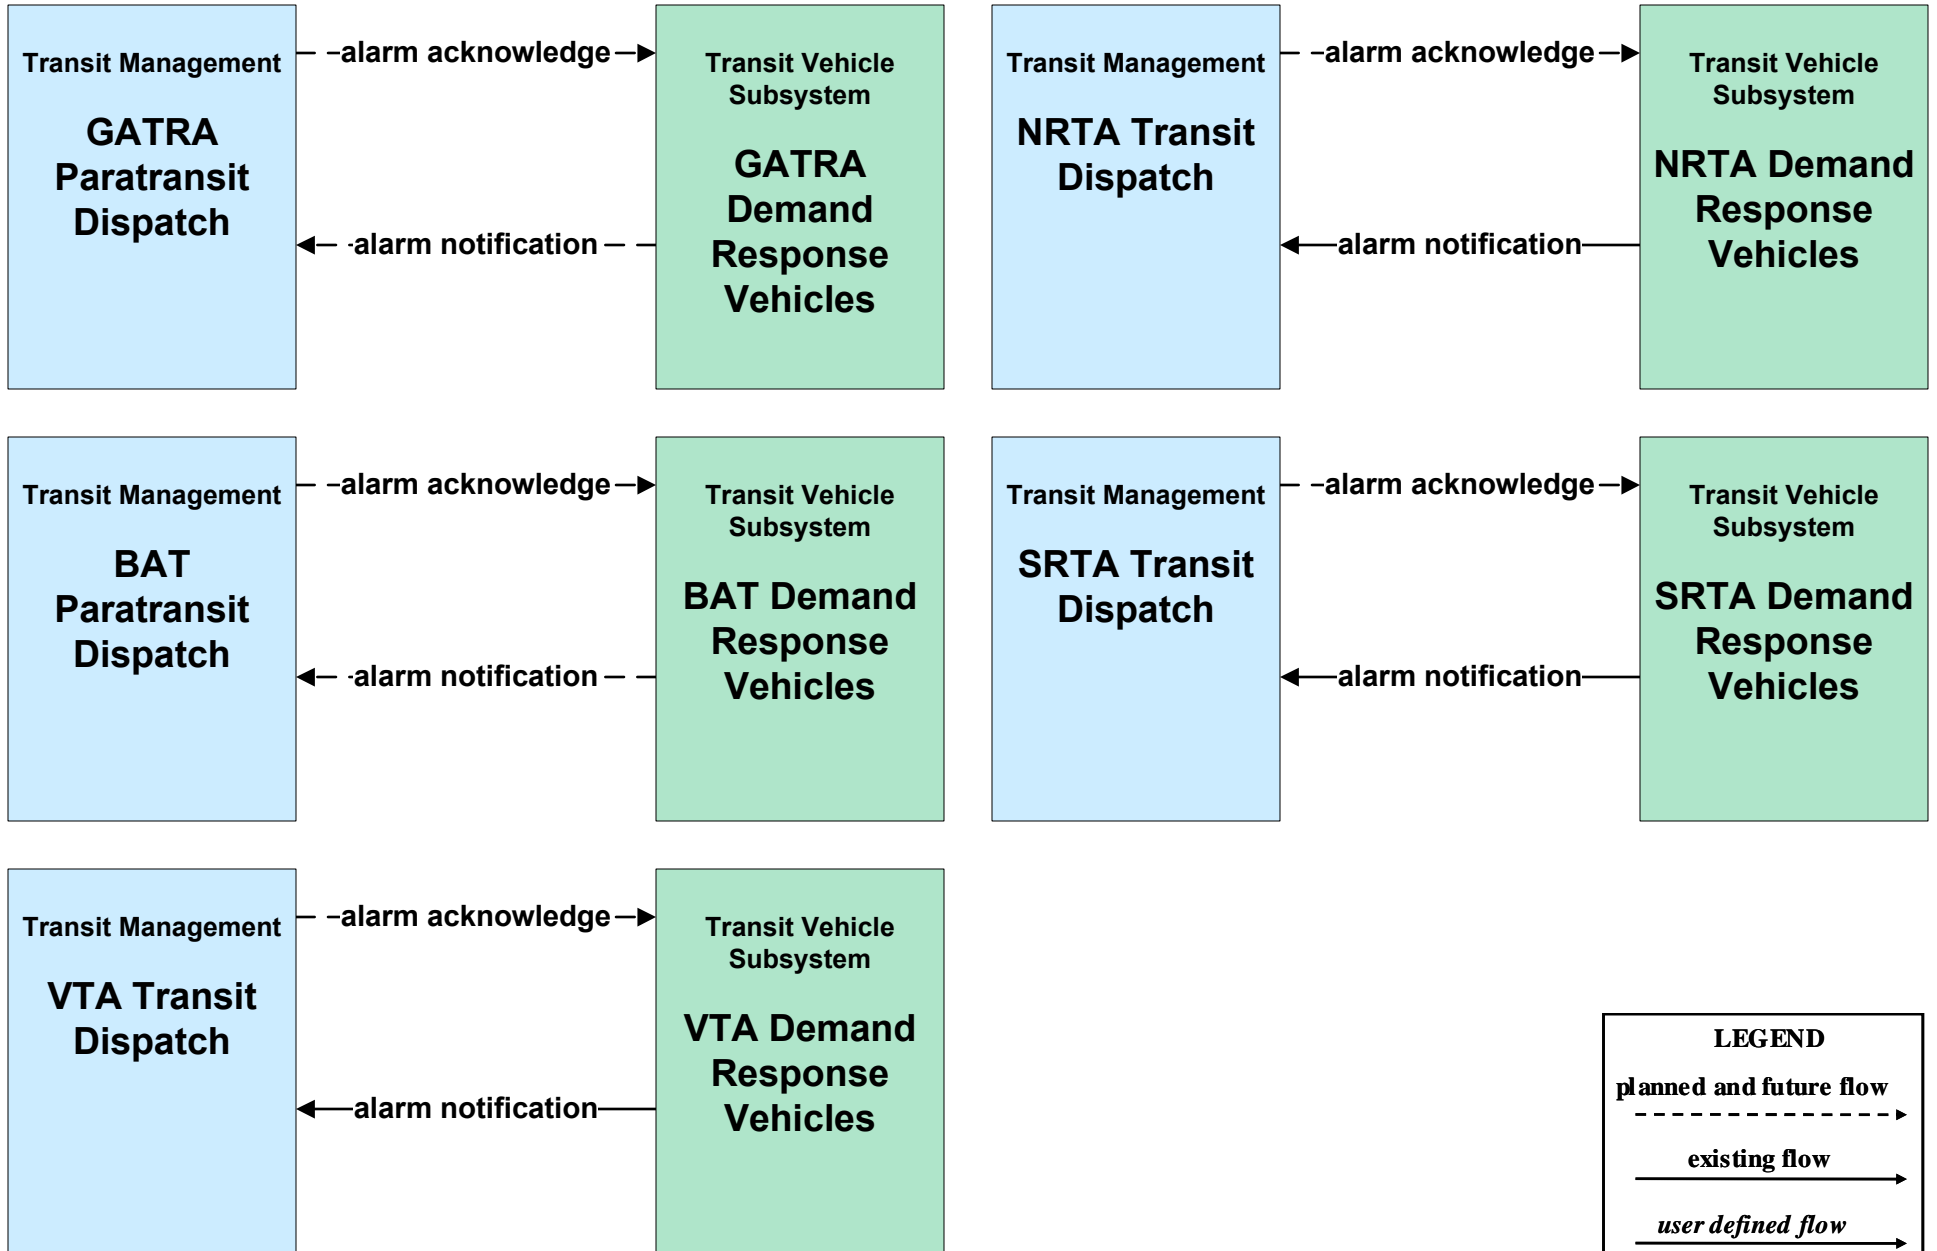 Transit Management
GATRA
Paratransit
Dispatch
alarm acknowledge
alarm notification
Transit Vehicle
Subsystem
GATRA
Demand
Response
Vehicles
Transit Management
NRTA Transit
Dispatch
alarm acknowledge
alarm notification
Transit Vehicle
Subsystem
NRTA Demand
Response
Vehicles
Transit Management
BAT
Paratransit
Dispatch
alarm acknowledge
alarm notification
Transit Vehicle
Subsystem
BAT Demand
Response
Vehicles
Transit Management
SRTA Transit
Dispatch
alarm acknowledge
alarm notification
Transit Vehicle
Subsystem
SRTA Demand
Response
Vehicles
Transit Management
VTA Transit
Dispatch
alarm acknowledge
alarm notification
Transit Vehicle
Subsystem
VTA Demand
Response
Vehicles
LEGEND
planned and future flow
existing flow
user defined flow